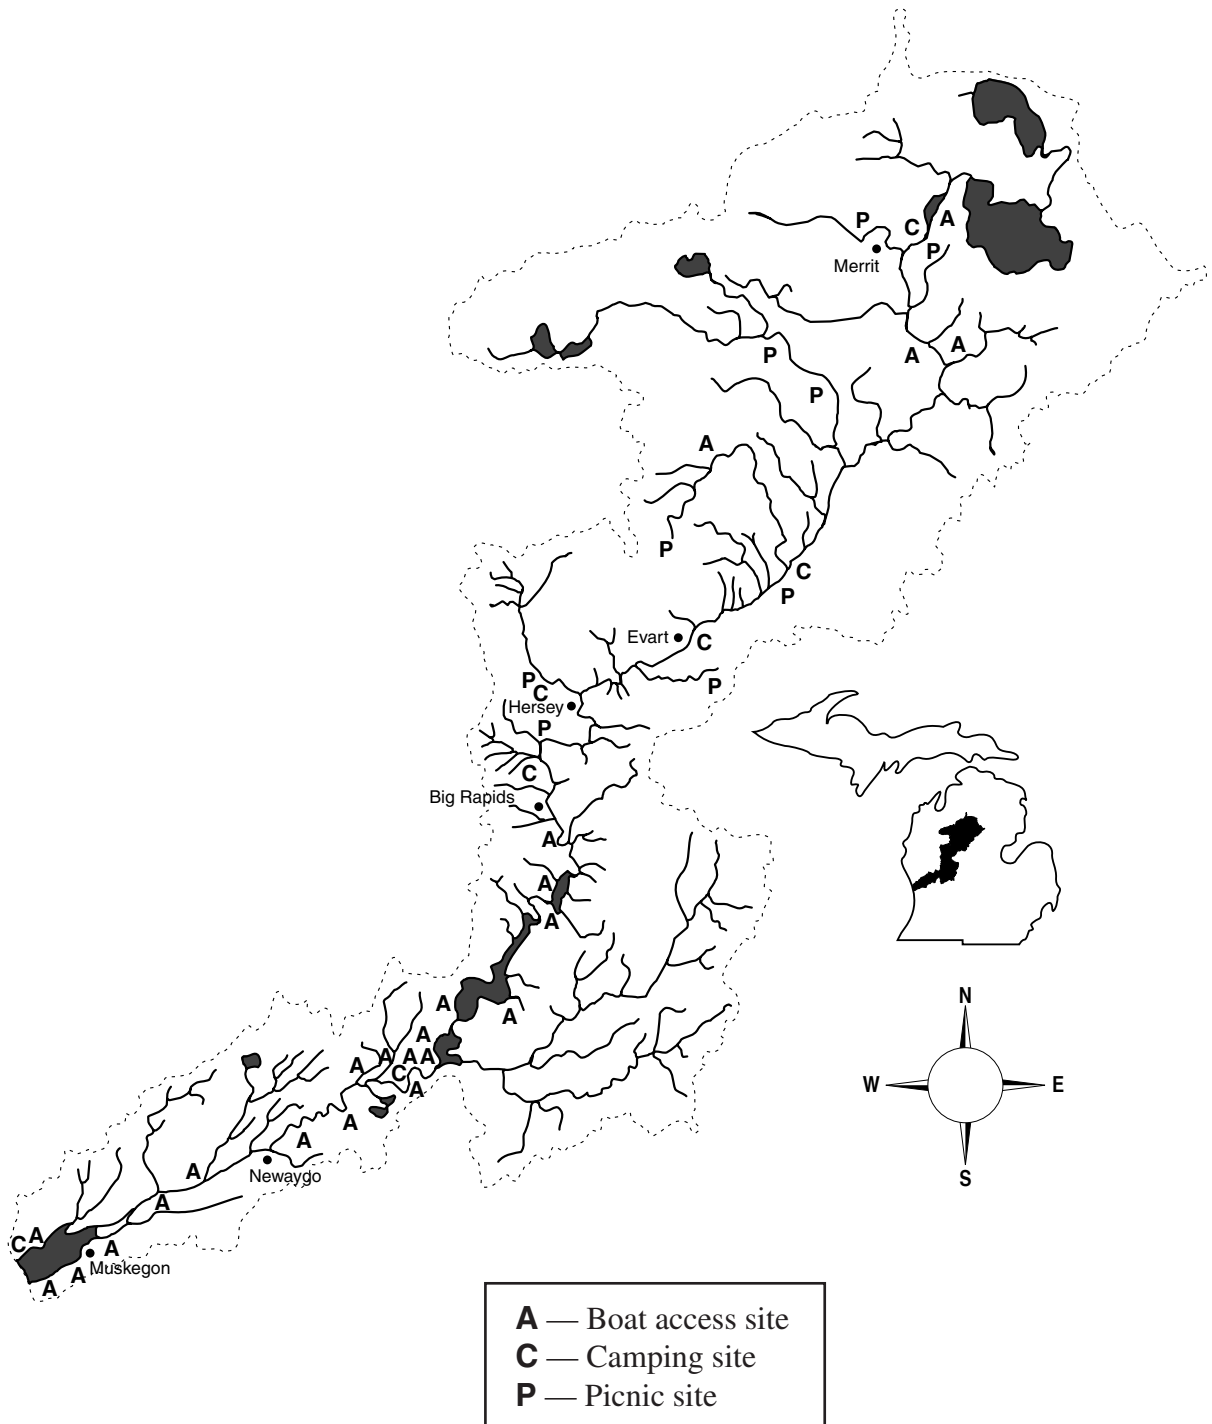 C A
P
P
Merrit
A A
P
P
A
P
C
P
Evart C
P
P
C
Hersey
P
C
Big Rapids
A
A
A
A
A
A
A A A A
C
A
A
A
A
Newaygo
A
C A
A
A
Muskegon
A
N
W E
S
A — Boat access site
C — Camping site
P — Picnic site